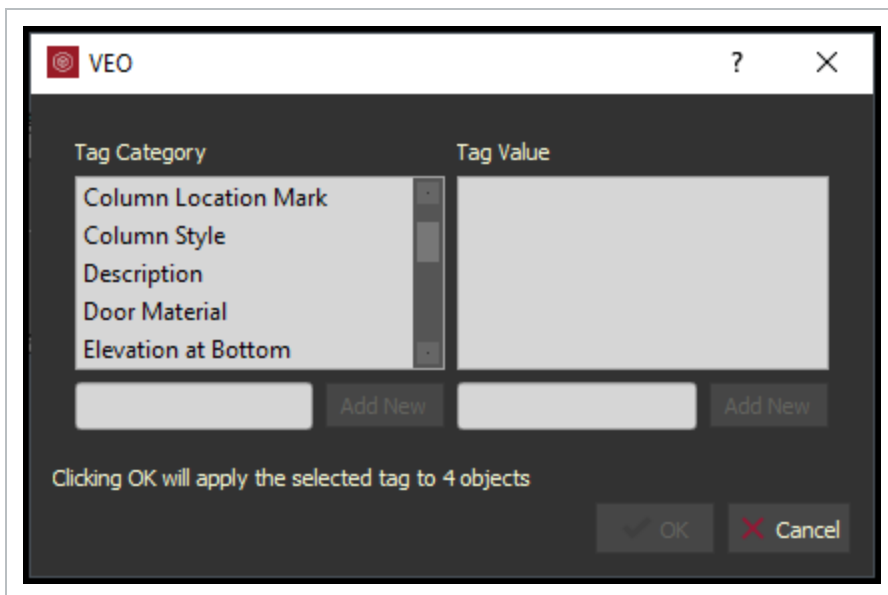 VEO ?
Tag Category Tag Value
Column Location Mark
Column Style
Description
Door Material
Elevation at Bottom
Add New Add New
Clicking OK will apply the selected tag to 4 objects
OK Cancel